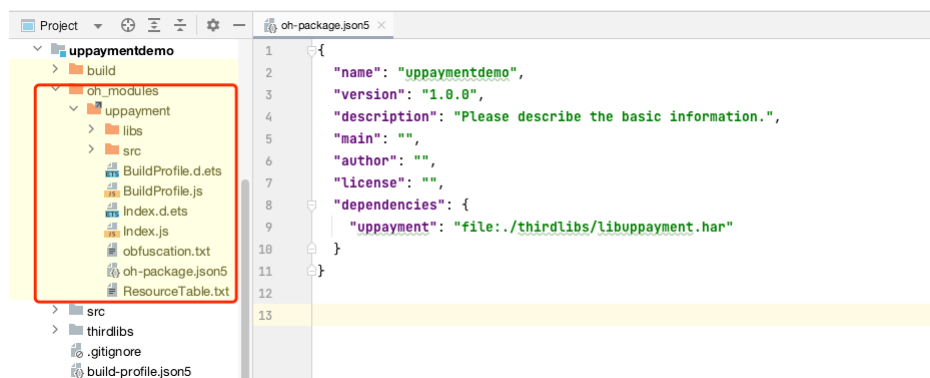 Project
oh-package.json5
uppaymentdemo
build
oh_modules
uppayment
libs
src
BuildProfile.d.ets
BuildProfile.js
Index.d.ets
Index.js
obfuscation.txt
oh-package.json5
ResourceTable.txt
src
thirdlibs
.gitignore
build-profile.json5
1 {
2 "name": "uppaymentdemo",
3 "version": "1.0.0",
4 "description": "Please describe the basic information.",
5 "main": "",
6 "author": "",
7 "license": "",
8 "dependencies": {
9 "uppayment": "file:./thirdlibs/libuppayment.har"
10 }
11 }
12
13